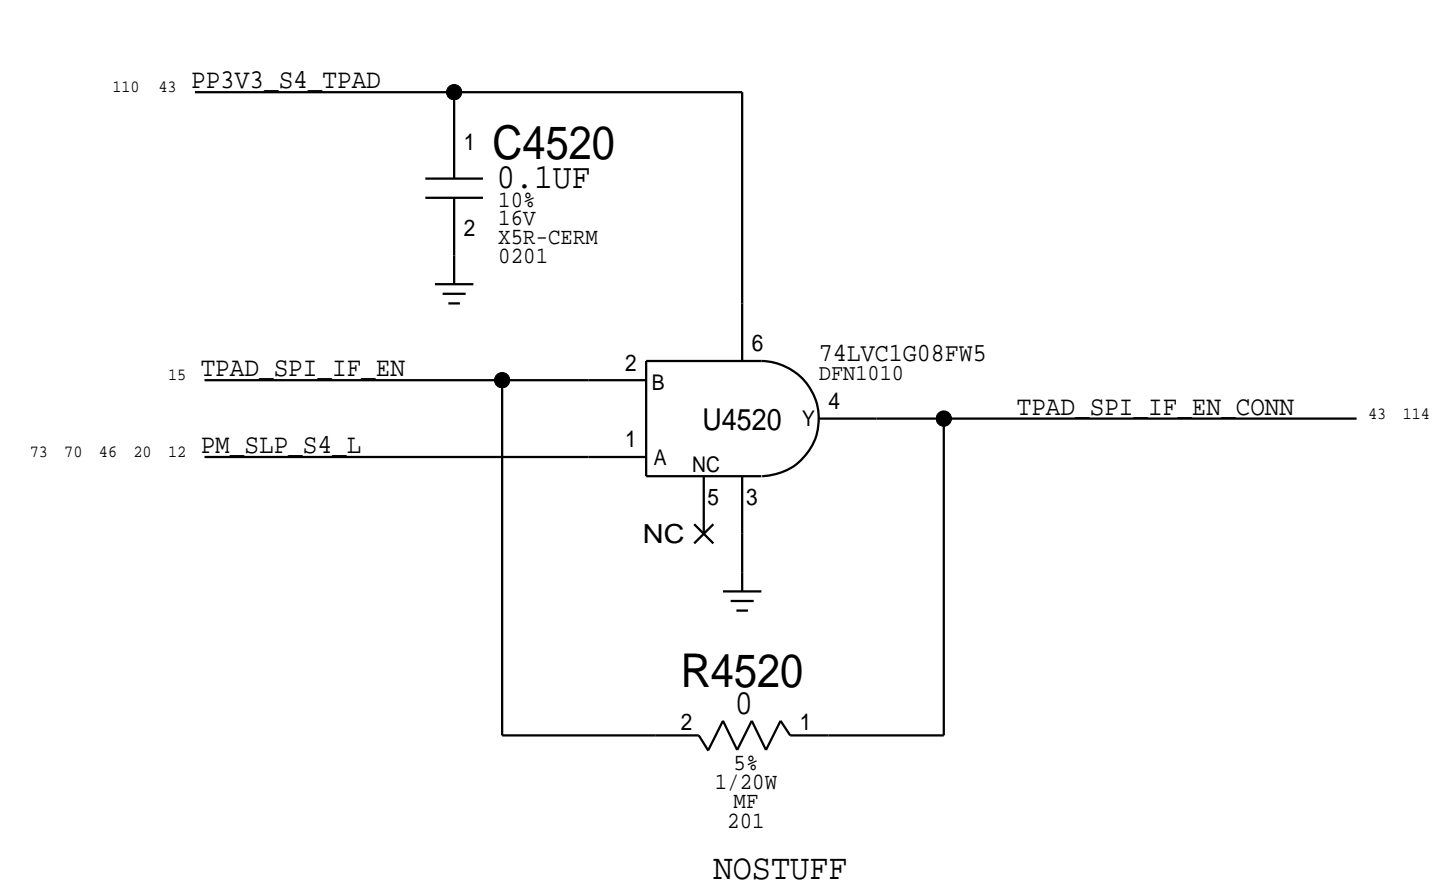 110 43 PP3V3_S4_TPAD
1 C4520
0.1UF
10%
16V
2 X5R-CERM
0201
6
74LVC1G08FW5
DFN1010
15 TPAD_SPI_IF_EN 2 B
U4520 Y 4 TPAD_SPI_IF_EN_CONN 43 114
73 70 46 20 12 PM_SLP_S4_L 1 A
NC
5 3
NC
R4520
0
2 1
5%
1/20W
MF
201
NOSTUFF